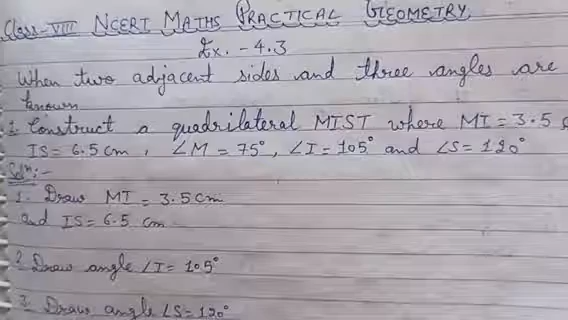 Class-VIII NCERT MATHS PRACTICAL GEOMETRY
Ex. - 4.3
When two adjacent sides and three angles are
known
1. Construct a quadrilateral MIST where MI = 3.5 c
IS = 6.5 cm, ∠M = 75°, ∠I = 105° and ∠S = 120°
Solⁿ:-
1. Draw MI = 3.5 cm
and IS = 6.5 cm
2. Draw angle ∠I = 105°
3. Draw angle ∠S = 120°